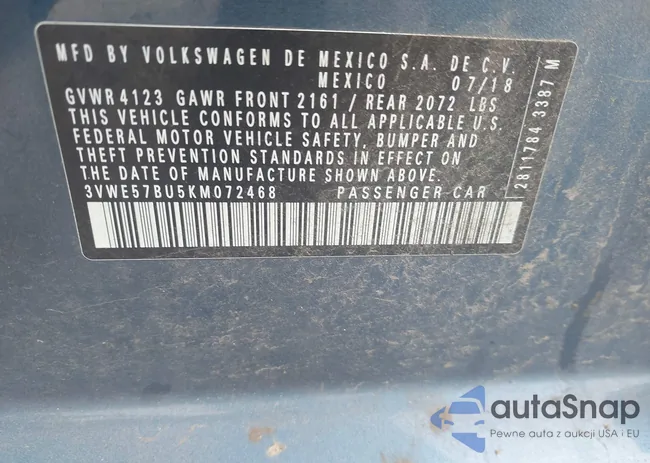 MFD BY VOLKSWAGEN DE MEXICO S.A. DE C.V.
MEXICO 07/18
GVWR 4123 GAWR FRONT 2161 / REAR 2072 LBS
THIS VEHICLE CONFORMS TO ALL APPLICABLE U.S.
FEDERAL MOTOR VEHICLE SAFETY, BUMPER AND
THEFT PREVENTION STANDARDS IN EFFECT ON
THE DATE OF MANUFACTURE SHOWN ABOVE.
3VWE57BU5KM072468 PASSENGER CAR
2811784 3387 M
autaSnap
Pewne auta z aukcji USA i EU